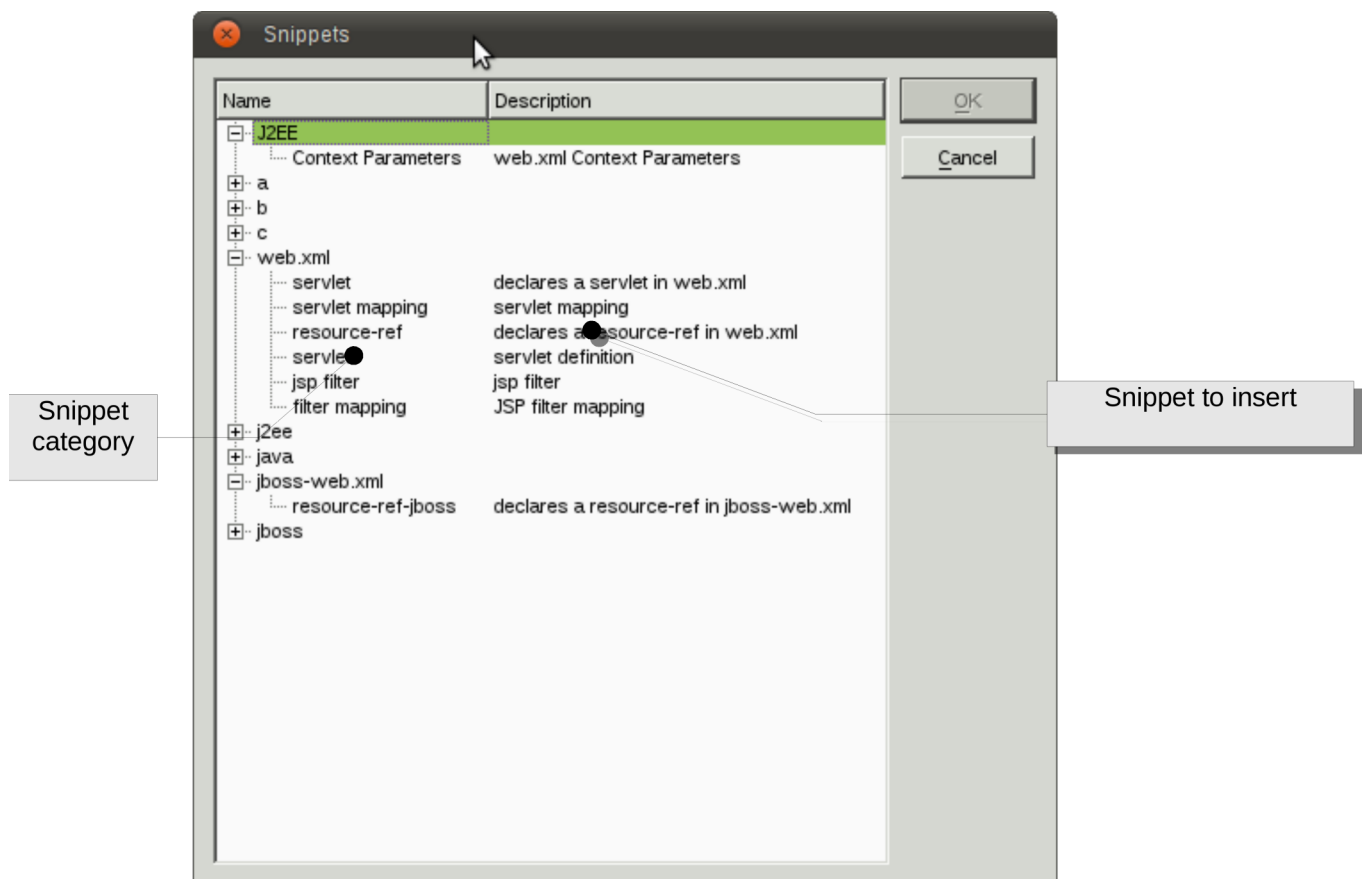 Snippets
Name Description
OK
J2EE
Context Parameters web.xml Context Parameters
Cancel
a
b
c
web.xml
servlet declares a servlet in web.xml
servlet mapping servlet mapping
resource-ref declares a resource-ref in web.xml
servlet servlet definition
jsp filter jsp filter
filter mapping JSP filter mapping
Snippet
category
Snippet to insert
j2ee
java
jboss-web.xml
resource-ref-jboss declares a resource-ref in jboss-web.xml
jboss